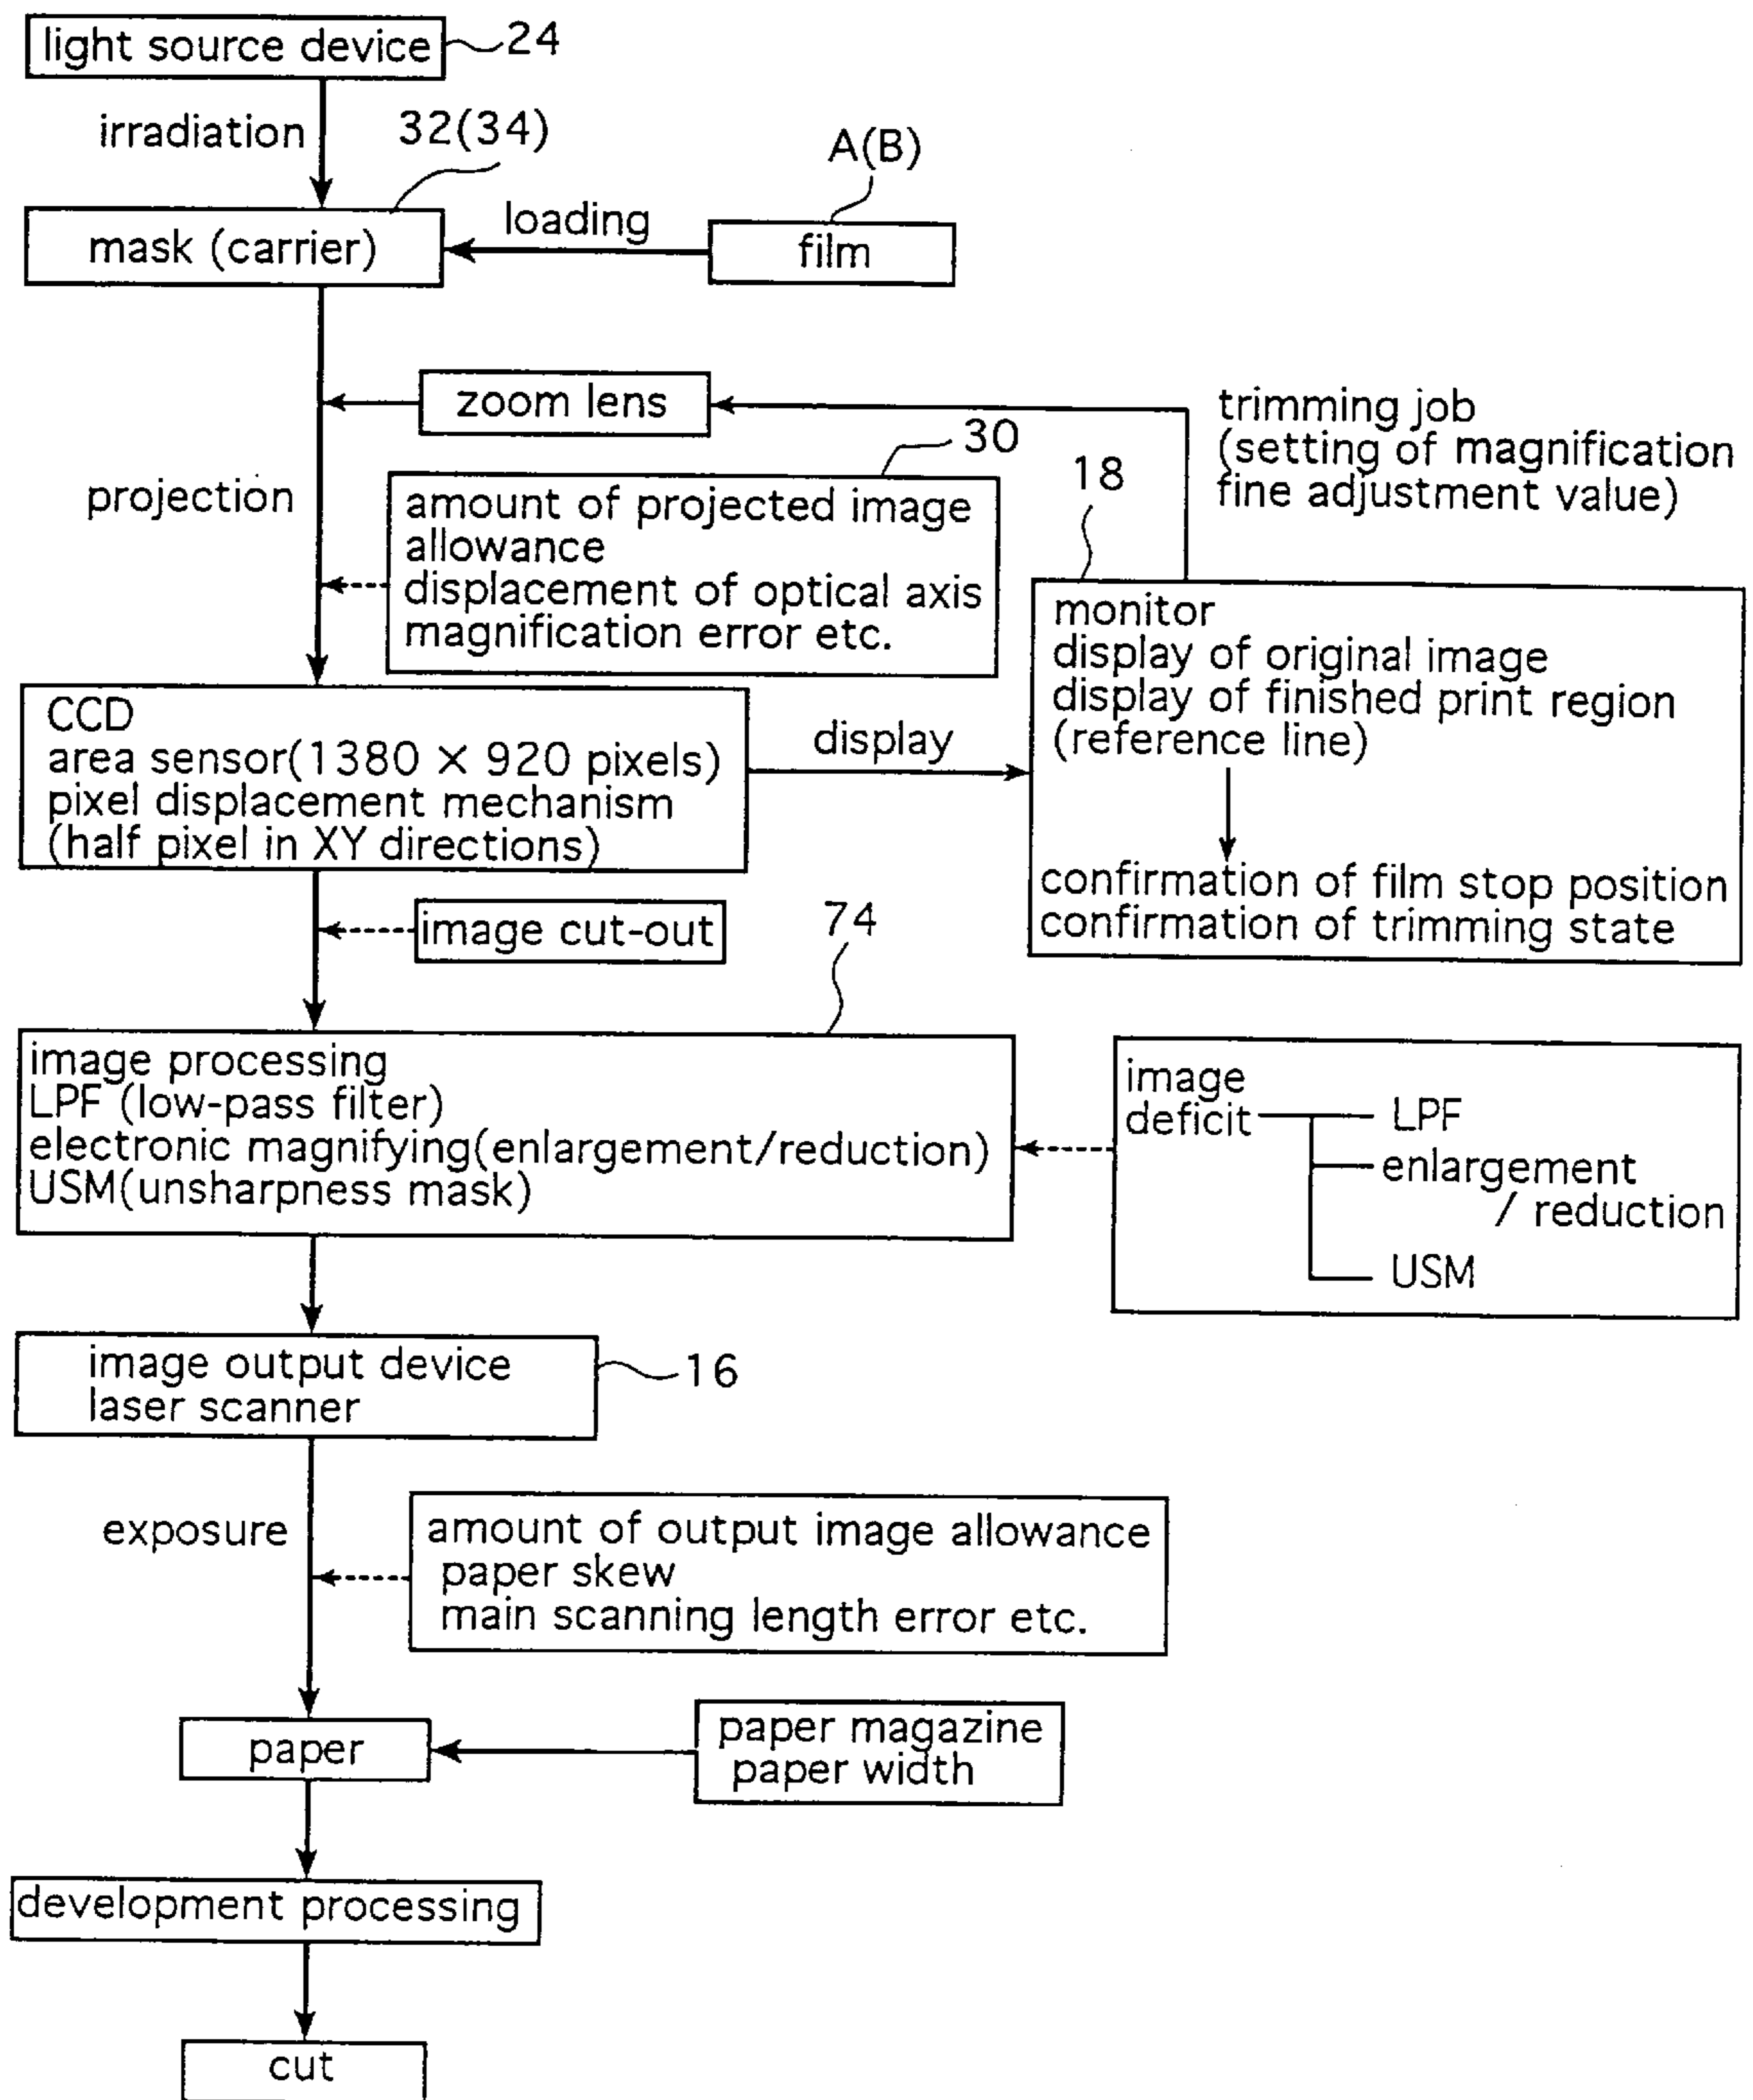 light source device
24
irradiation
32(34)
A(B)
mask (carrier)
loading
film
zoom lens
trimming job
(setting of magnification
fine adjustment value)
30
18
projection
amount of projected image
allowance
displacement of optical axis
magnification error etc.
monitor
display of original image
display of finished print region
(reference line)
confirmation of film stop position
confirmation of trimming state
CCD
area sensor(1380 × 920 pixels)
pixel displacement mechanism
(half pixel in XY directions)
display
image cut-out
74
image processing
LPF (low-pass filter)
electronic magnifying(enlargement/reduction)
USM(unsharpness mask)
image
deficit
LPF
enlargement
/ reduction
USM
image output device
laser scanner
16
exposure
amount of output image allowance
paper skew
main scanning length error etc.
paper
paper magazine
paper width
development processing
cut